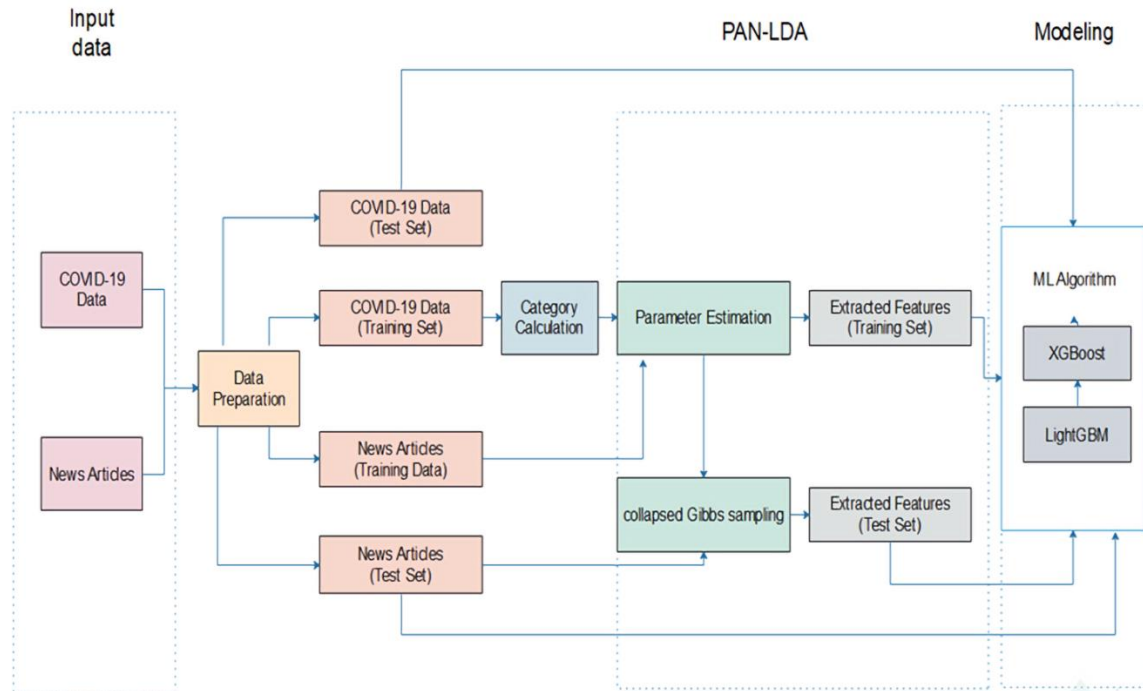 Input
data
PAN-LDA
Modeling
COVID-19 Data
(Test Set)
COVID-19
Data
COVID-19 Data
(Training Set)
Category
Calculation
Parameter Estimation
Extracted Features
(Training Set)
ML Algorithm
XGBoost
LightGBM
Data
Preparation
News Articles
News Articles
(Training Data)
collapsed Gibbs sampling
Extracted Features
(Test Set)
News Articles
(Test Set)